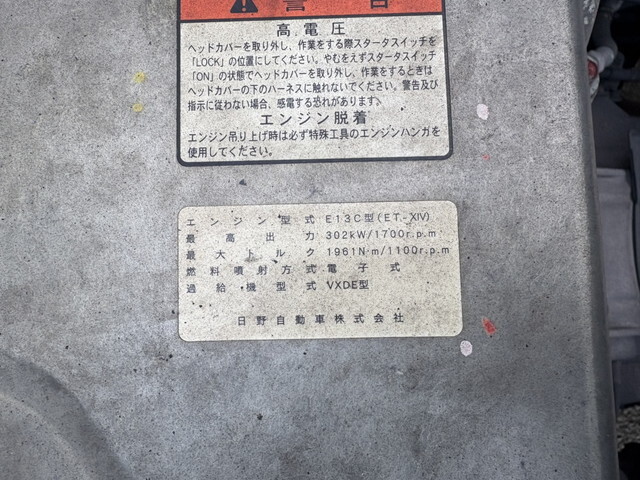 警告
高電圧
ヘッドカバーを取り外し、作業をする際スタータスイッチを
「LOCK」の位置にしてください。やむをえずスタータスイッチ
「ON」の状態でヘッドカバーを取り外し、作業をするときは
ヘッドカバーの下のハーネスに触れないでください。警告及び
指示に従わない場合、感電する恐れがあります。
エンジン脱着
エンジン吊り上げ時は必ず特殊工具のエンジンハンガを
使用してください。
エンジン型式 E13C型(ET-XIV)
最高出力 302kW/1700r.p.m
最大トルク 1961N·m/1100r.p.m
燃料噴射方式 電子式
過給機型式 VXDE型
日野自動車株式会社